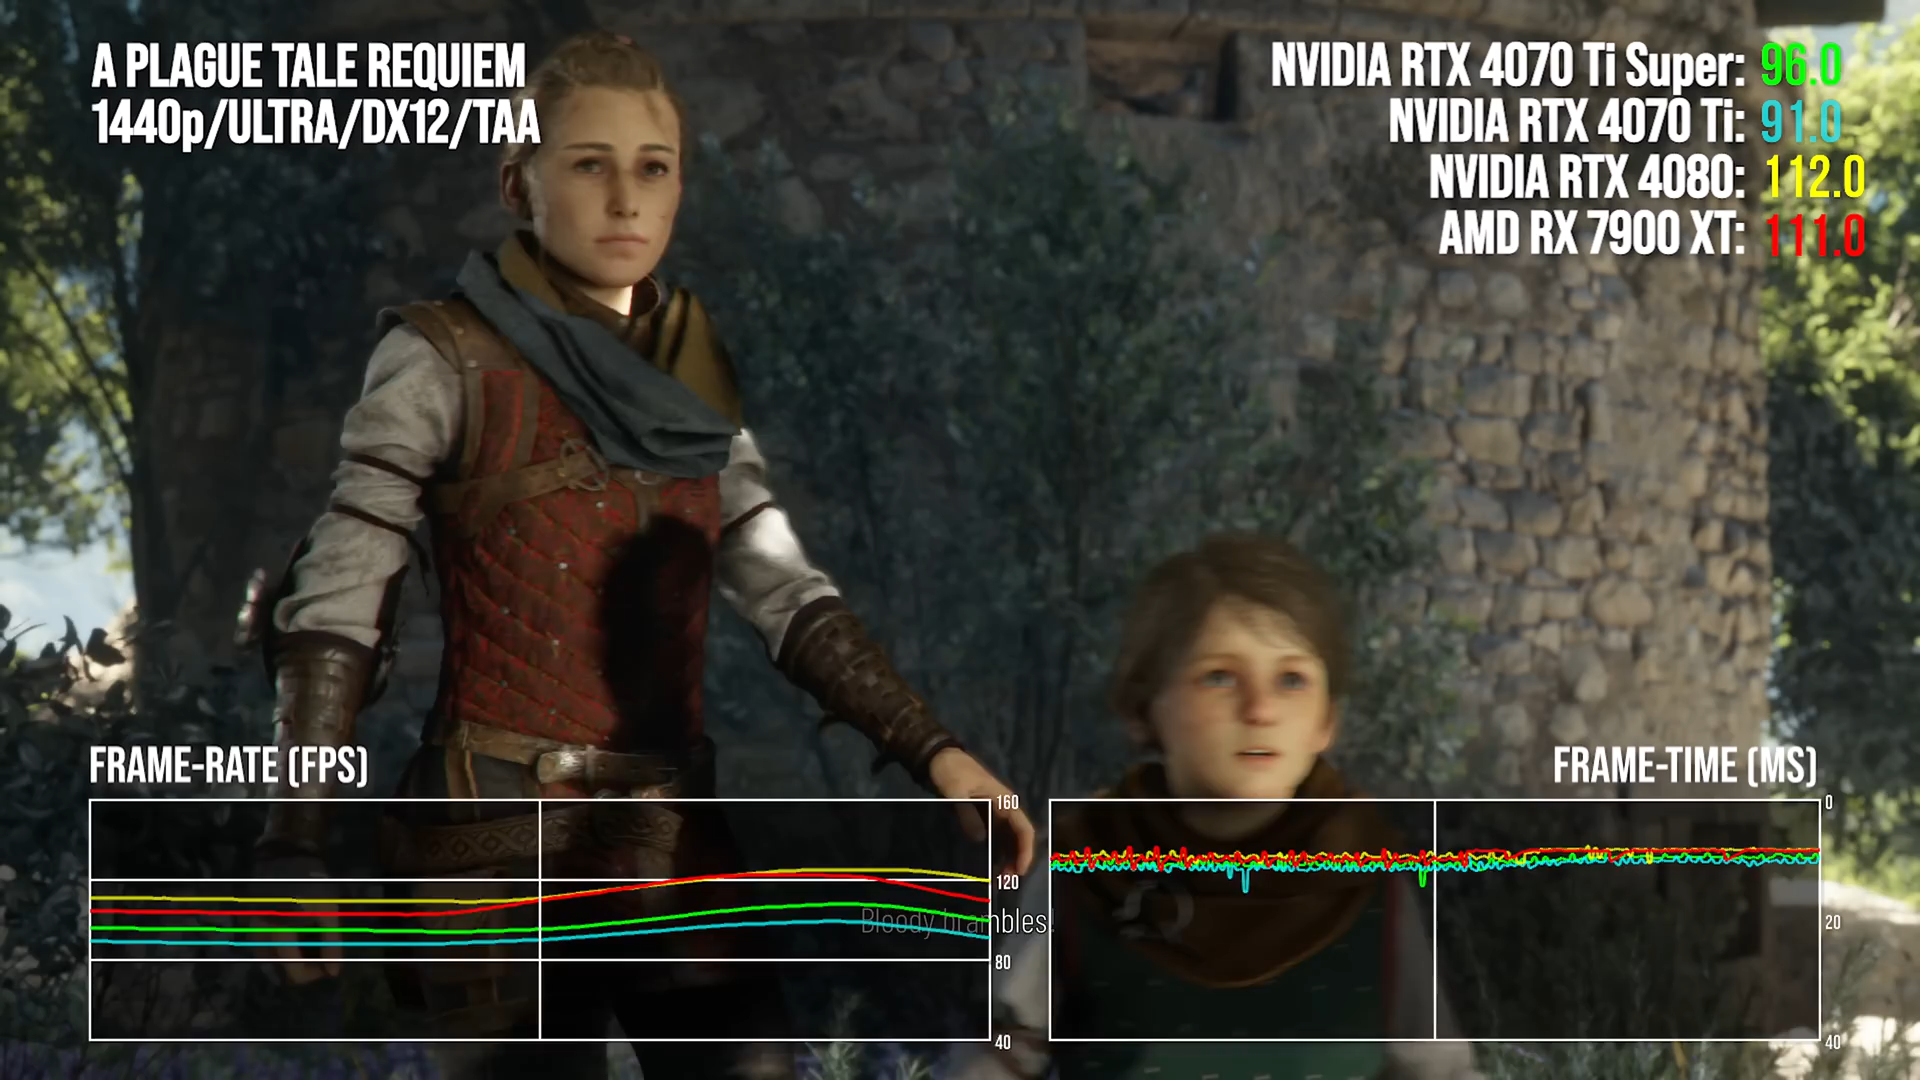 A PLAGUE TALE REQUIEM
1440p/ULTRA/DX12/TAA
NVIDIA RTX 4070 Ti Super: 96.0
NVIDIA RTX 4070 Ti: 91.0
NVIDIA RTX 4080: 112.0
AMD RX 7900 XT: 111.0
FRAME-RATE (FPS)
160
120
80
40
Bloody brambles!
FRAME-TIME (MS)
0
20
40